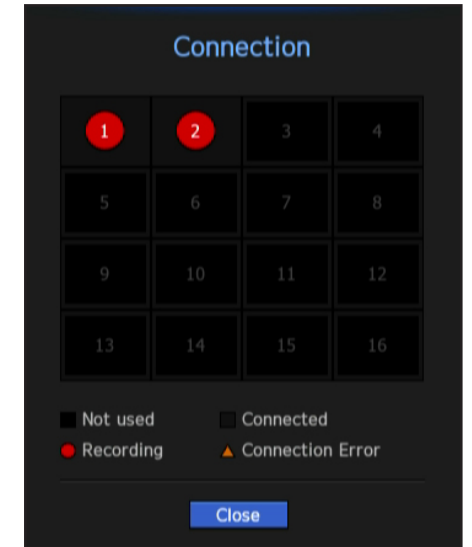 Connection
1 2 3 4
5 6 7 8
9 10 11 12
13 14 15 16
Not used Connected
Recording Connection Error
Close